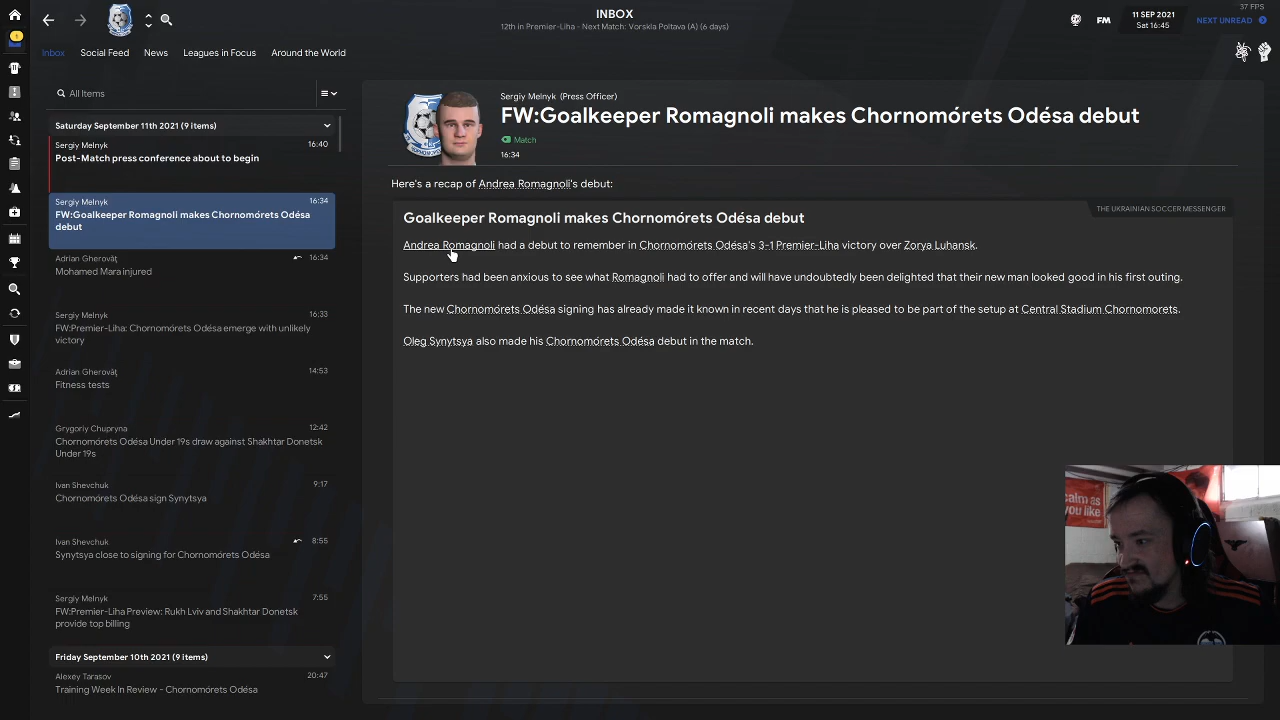 37 FPS
INBOX
12th in Premier-Liha - Next Match: Vorskla Poltava (A) (6 days)
FM
11 SEP 2021
Sat 16:45
NEXT UNREAD
Inbox
Social Feed
News
Leagues in Focus
Around the World
All Items
Saturday September 11th 2021 (9 items)
Sergiy Melnyk 16:40
Post-Match press conference about to begin
Sergiy Melnyk 16:34
FW:Goalkeeper Romagnoli makes Chornomórets Odésa
debut
Adrian Gherovăţ 16:34
Mohamed Mara injured
Sergiy Melnyk 16:33
FW:Premier-Liha: Chornomórets Odésa emerge with unlikely
victory
Adrian Gherovăţ 14:53
Fitness tests
Grygoriy Chupryna 12:42
Chornomórets Odésa Under 19s draw against Shakhtar Donetsk
Under 19s
Ivan Shevchuk 9:17
Chornomórets Odésa sign Synytsya
Ivan Shevchuk 8:55
Synytsya close to signing for Chornomórets Odésa
Sergiy Melnyk 7:55
FW:Premier-Liha Preview: Rukh Lviv and Shakhtar Donetsk
provide top billing
Friday September 10th 2021 (9 items)
Alexey Tarasov 20:47
Training Week In Review - Chornomórets Odésa
Sergiy Melnyk (Press Officer)
FW:Goalkeeper Romagnoli makes Chornomórets Odésa debut
Match
16:34
Here's a recap of Andrea Romagnoli's debut:
THE UKRAINIAN SOCCER MESSENGER
Goalkeeper Romagnoli makes Chornomórets Odésa debut
Andrea Romagnoli had a debut to remember in Chornomórets Odésa's 3-1 Premier-Liha victory over Zorya Luhansk.
Supporters had been anxious to see what Romagnoli had to offer and will have undoubtedly been delighted that their new man looked good in his first outing.
The new Chornomórets Odésa signing has already made it known in recent days that he is pleased to be part of the setup at Central Stadium Chornomorets.
Oleg Synytsya also made his Chornomórets Odésa debut in the match.
calm as
you like